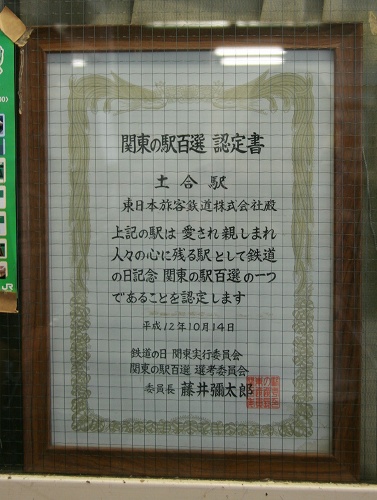 関東の駅百選 認定書
土合駅
東日本旅客鉄道株式会社殿
上記の駅は 愛され 親しまれ
人々の心に残る駅として鉄道
の日記念 関東の駅百選の一つ
であることを認定します
平成12年10月14日
鉄道の日 関東実行委員会
関東の駅百選 選考委員会
委員長 藤井彌太郎
JR